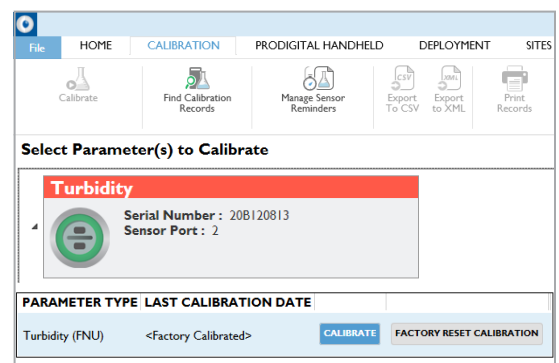 File HOME CALIBRATION PRODIGITAL HANDHELD DEPLOYMENT SITES
Calibrate Find Calibration Records Manage Sensor Reminders Export To CSV Export to XML Print Records
Select Parameter(s) to Calibrate
Turbidity
Serial Number : 20B120813
Sensor Port : 2
PARAMETER TYPE LAST CALIBRATION DATE
Turbidity (FNU) <Factory Calibrated> CALIBRATE FACTORY RESET CALIBRATION